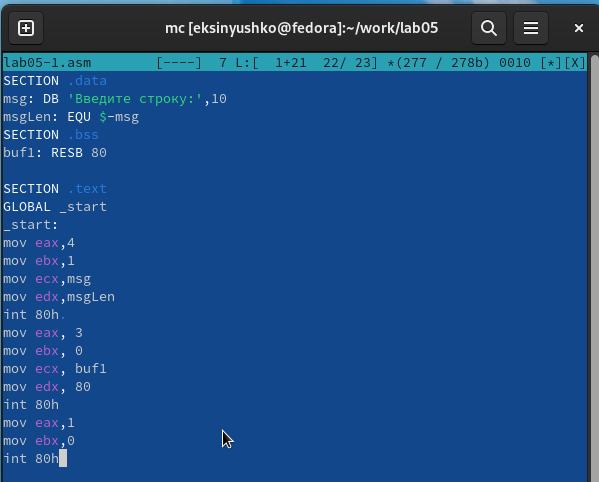 mc [eksinyushko@fedora]:~/work/lab05
lab05-1.asm [----] 7 L:[ 1+21 22/ 23] *(277 / 278b) 0010 [*][X]
SECTION .data
msg: DB 'Введите строку:',10
msgLen: EQU $-msg
SECTION .bss
buf1: RESB 80
SECTION .text
GLOBAL _start
_start:
mov eax,4
mov ebx,1
mov ecx,msg
mov edx,msgLen
int 80h.
mov eax, 3
mov ebx, 0
mov ecx, buf1
mov edx, 80
int 80h
mov eax,1
mov ebx,0
int 80h